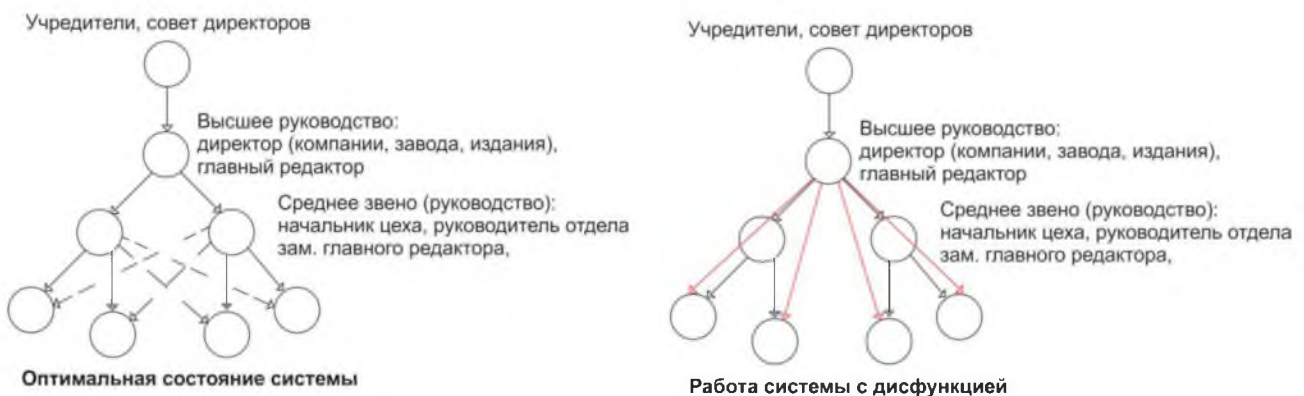 Учредители, совет директоров
Высшее руководство:
директор (компании, завода, издания),
главный редактор
Среднее звено (руководство):
начальник цеха, руководитель отдела
зам. главного редактора,
Оптимальная состояние системы
Учредители, совет директоров
Высшее руководство:
директор (компании, завода, издания),
главный редактор
Среднее звено (руководство):
начальник цеха, руководитель отдела
зам. главного редактора,
Работа системы с дисфункцией